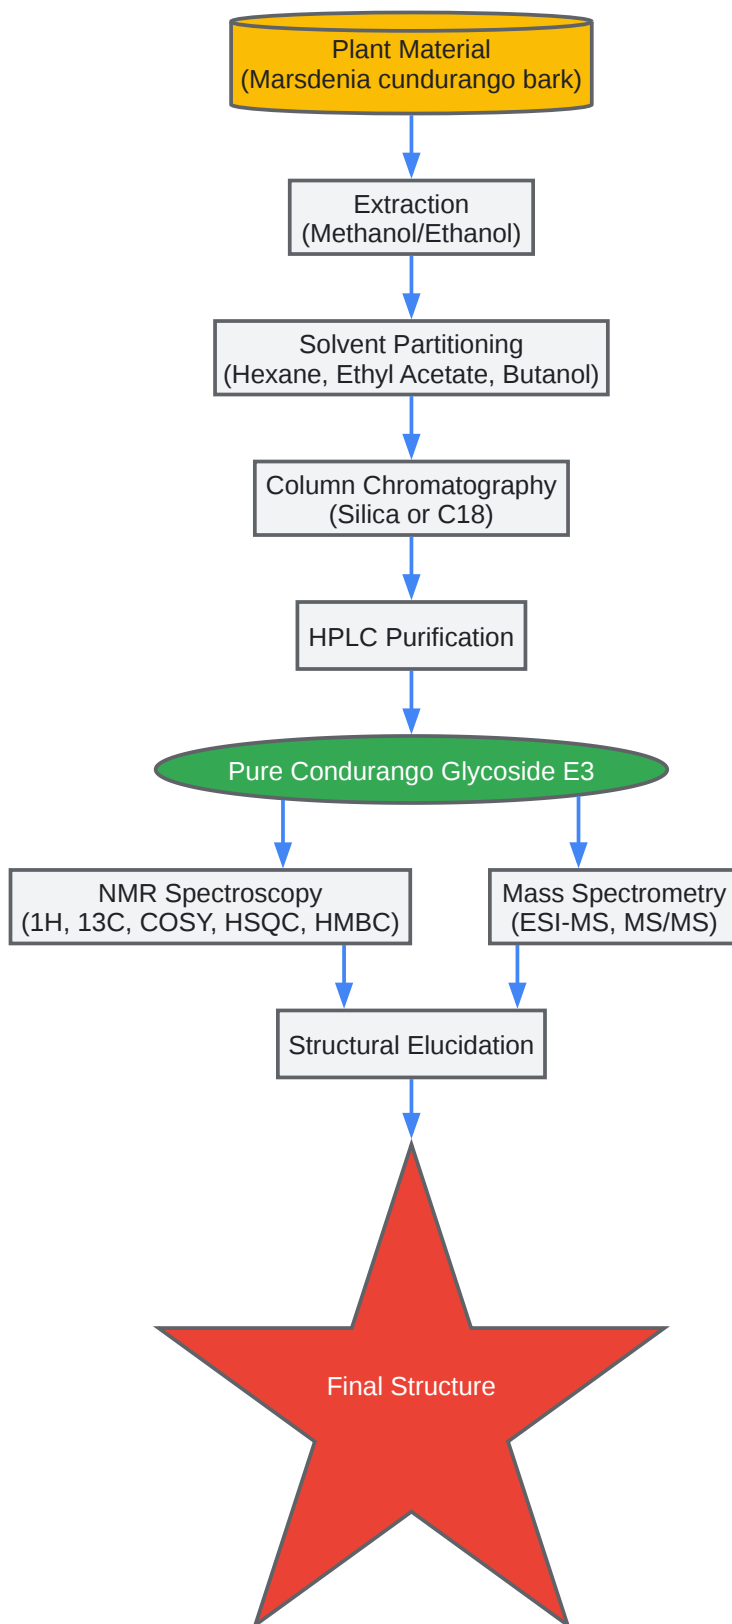 Plant Material
(Marsdenia cundurango bark)
Extraction
(Methanol/Ethanol)
Solvent Partitioning
(Hexane, Ethyl Acetate, Butanol)
Column Chromatography
(Silica or C18)
HPLC Purification
Pure Condurango Glycoside E3
NMR Spectroscopy
(1H, 13C, COSY, HSQC, HMBC)
Mass Spectrometry
(ESI-MS, MS/MS)
Structural Elucidation
Final Structure